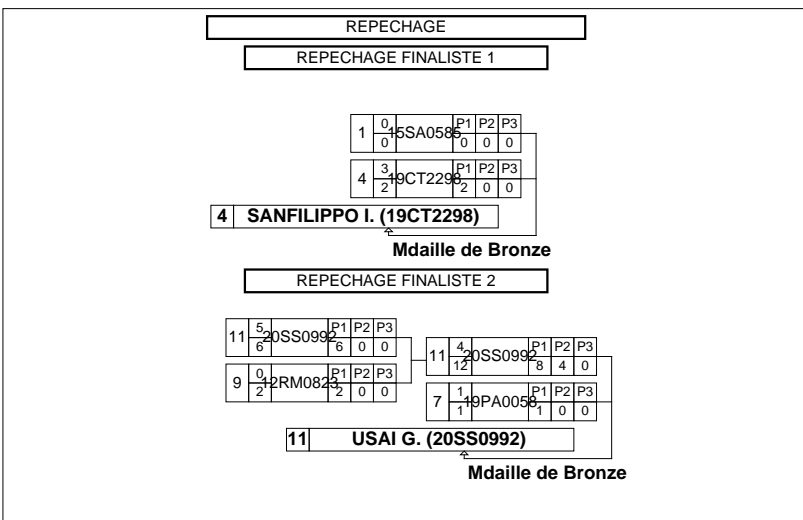 REPECHAGE
REPECHAGE FINALISTE 1
1 0 0 15SA0585 P1 P2 P3 0 0 0
4 3 2 19CT2298 P1 P2 P3 2 0 0
4 SANFILIPPO I. (19CT2298)
Mdaille de Bronze
REPECHAGE FINALISTE 2
11 5 6 20SS0992 P1 P2 P3 6 0 0
9 0 2 12RM0823 P1 P2 P3 2 0 0
11 4 12 20SS0992 P1 P2 P3 8 4 0
7 1 1 19PA0058 P1 P2 P3 1 0 0
11 USAI G. (20SS0992)
Mdaille de Bronze